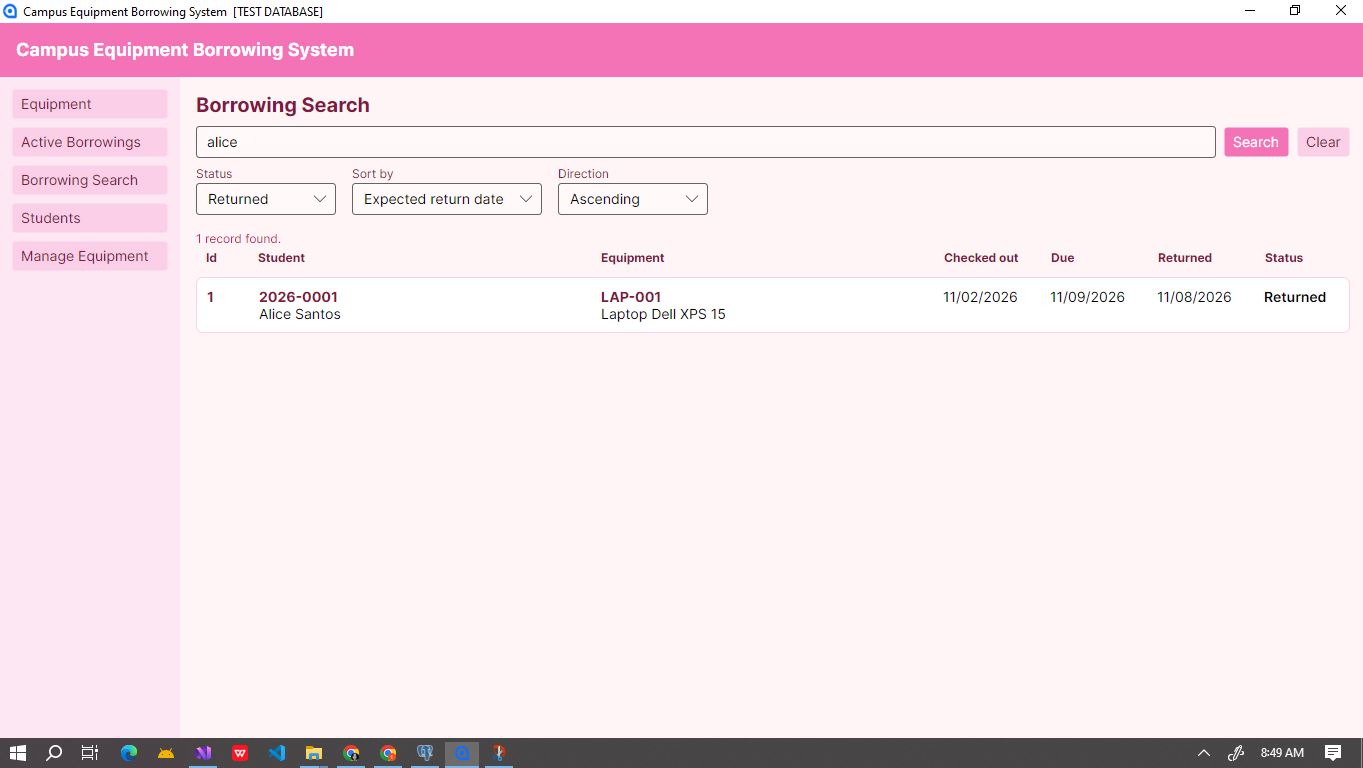 Campus Equipment Borrowing System [TEST DATABASE]
Campus Equipment Borrowing System
Equipment
Active Borrowings
Borrowing Search
Students
Manage Equipment
Borrowing Search
alice
Search
Clear
Status
Sort by
Direction
Returned
Expected return date
Ascending
1 record found.
Id Student Equipment Checked out Due Returned Status
1 2026-0001 LAP-001 11/02/2026 11/09/2026 11/08/2026 Returned
Alice Santos Laptop Dell XPS 15
8:49 AM